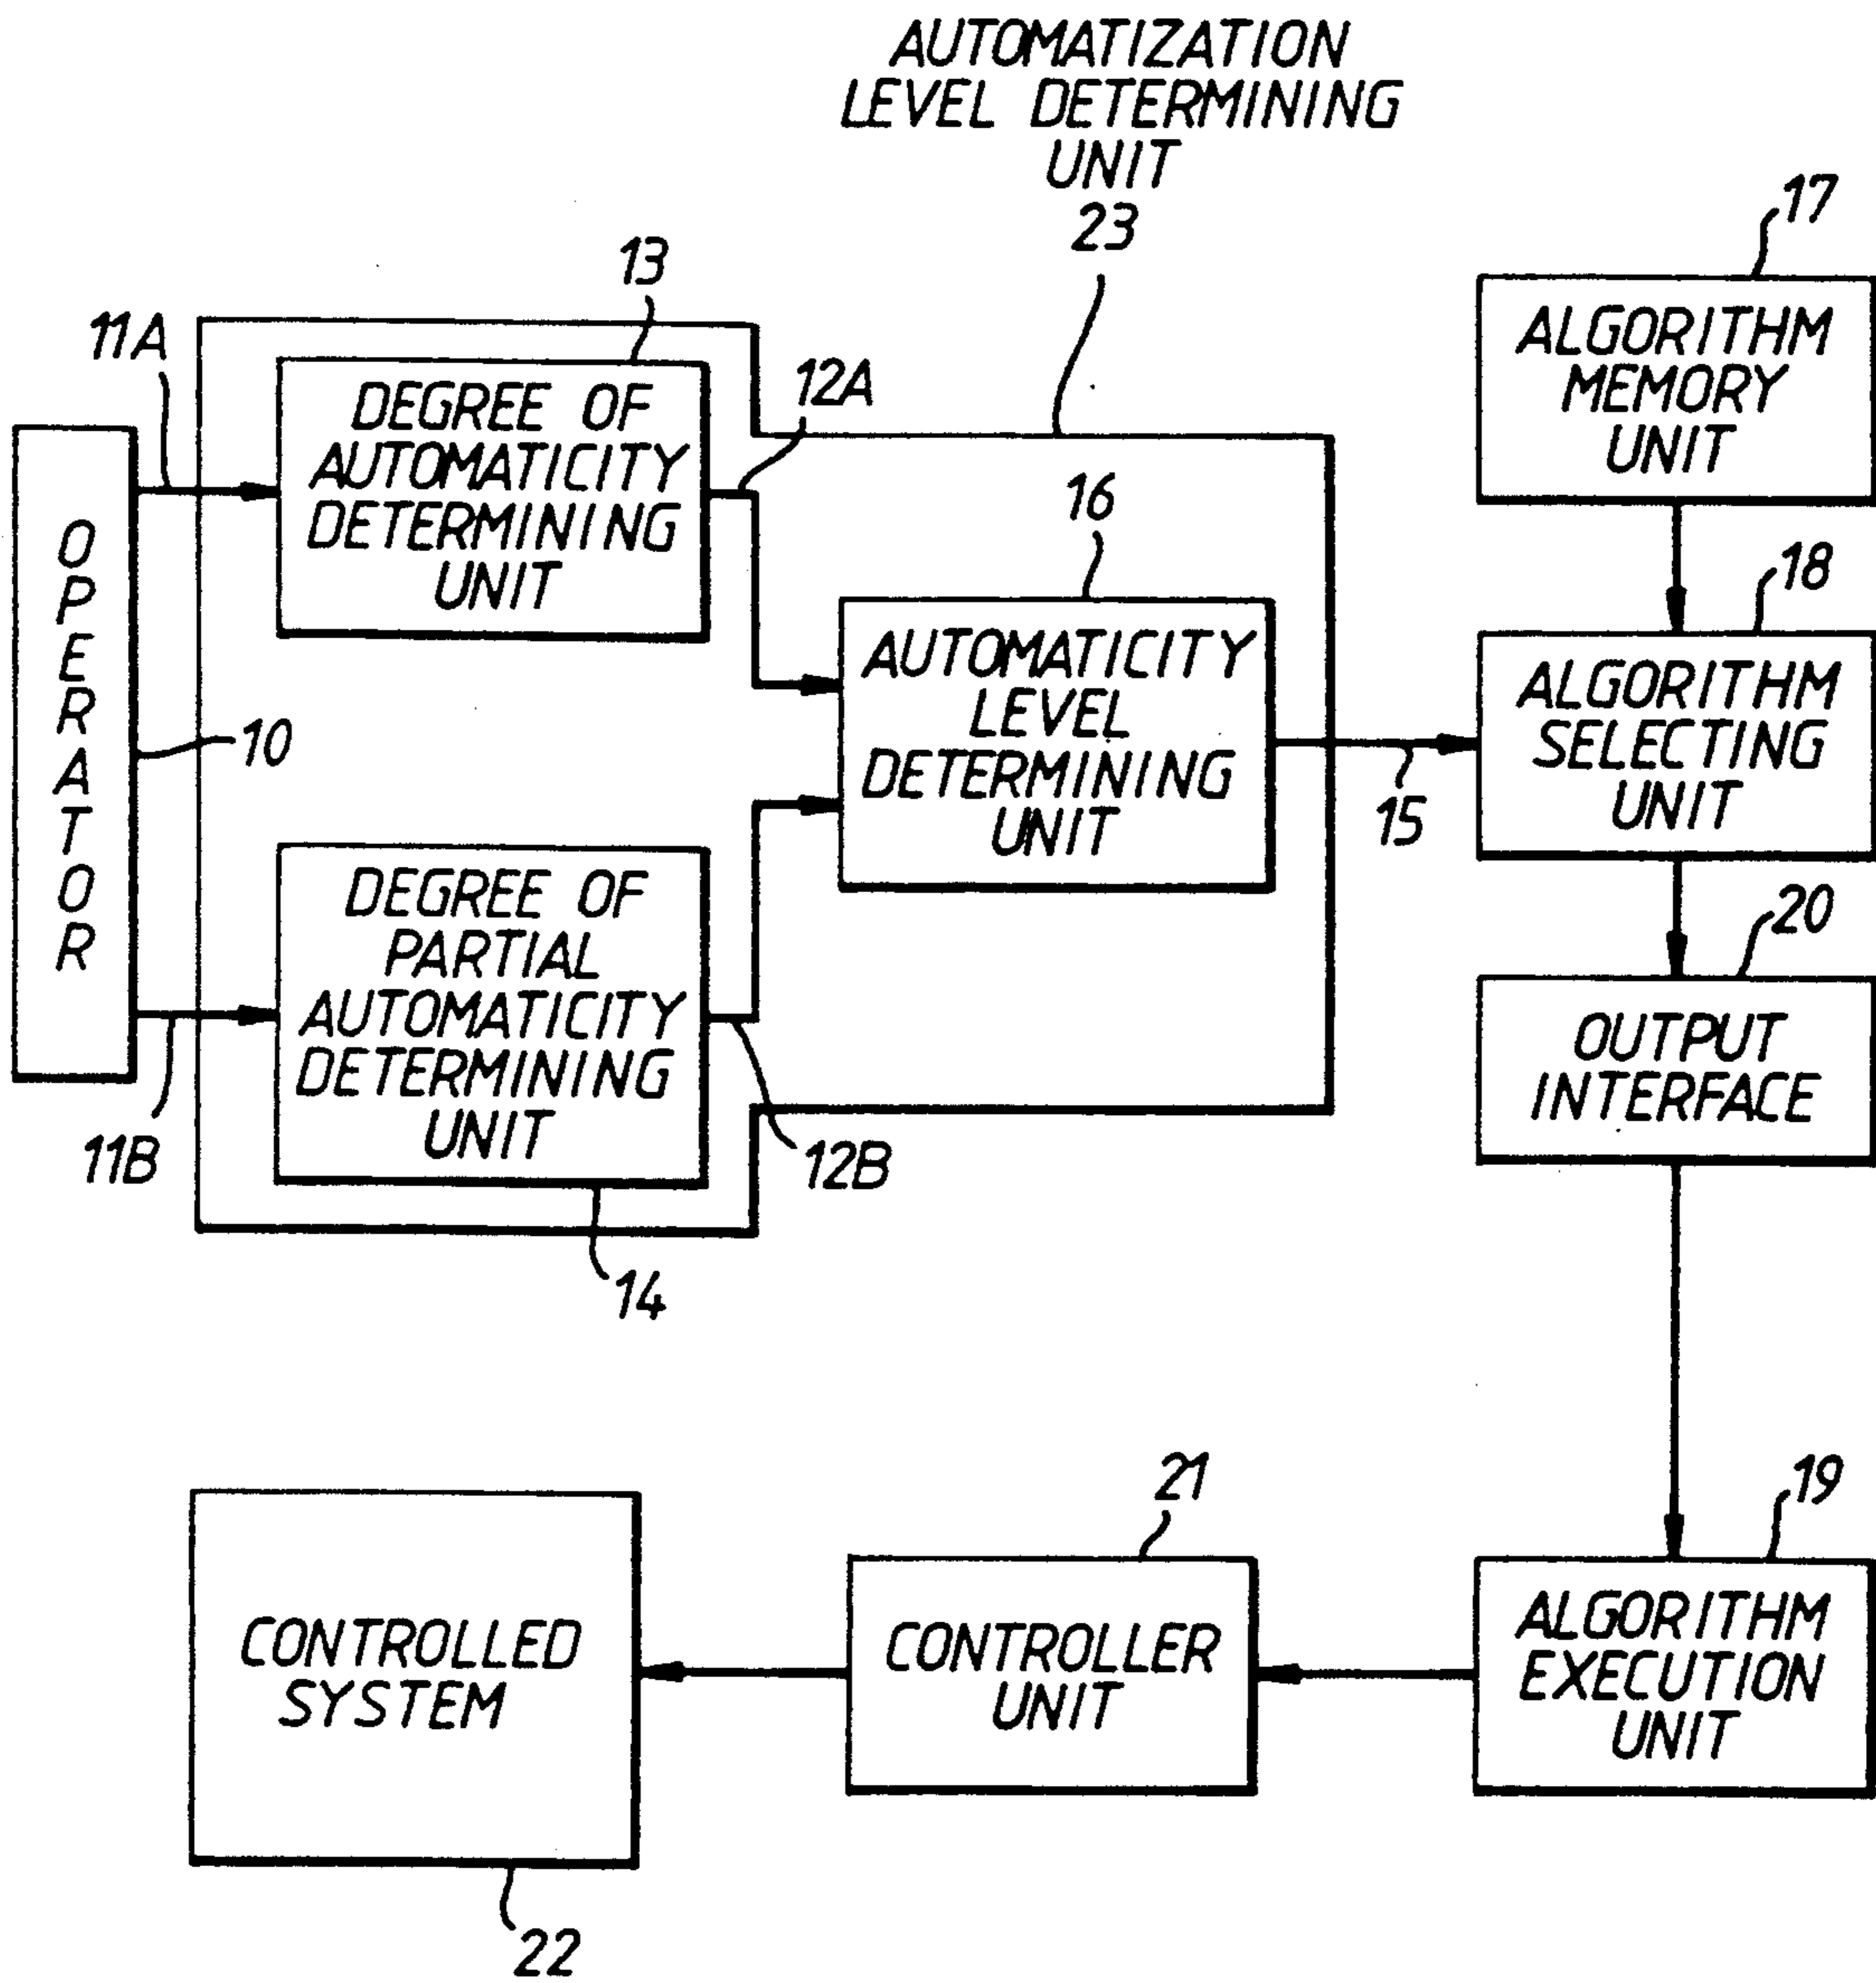 AUTOMATIZATION
LEVEL DETERMINING
UNIT
23
17
13
11A
ALGORITHM
MEMORY
UNIT
DEGREE OF
AUTOMATICITY
DETERMINING
UNIT
12A
16
18
OPERATOR
10
AUTOMATICITY
LEVEL
DETERMINING
UNIT
15
ALGORITHM
SELECTING
UNIT
DEGREE OF
PARTIAL
AUTOMATICITY
DETERMINING
UNIT
20
OUTPUT
INTERFACE
11B
12B
14
21
19
CONTROLLED
SYSTEM
CONTROLLER
UNIT
ALGORITHM
EXECUTION
UNIT
22